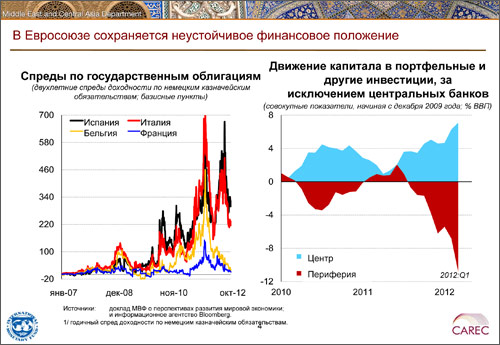 Middle East and Central Asia Department
В Евросоюзе сохраняется неустойчивое финансовое положение
Спреды по государственным облигациям
(двухлетние спреды доходности по немецким казначейским
обязательствам; базисные пункты)
700
Испания Италия
Бельгия Франция
580
460
340
220
100
-20
янв-07 дек-08 ноя-10 окт-12
Движение капитала в портфельные и
другие инвестиции, за
исключением центральных банков
(совокупные показатели, начиная с декабря 2009 года; % ВВП)
8
4
0
-4
-8
-12
Центр
Периферия
2012:Q1
2010 2011 2012
Источники: доклад МВФ о перспективах развития мировой экономики;
и информационное агентство Bloomberg.
1/ годичный спред доходности по немецким казначейским обязательствам.
4
CAREC